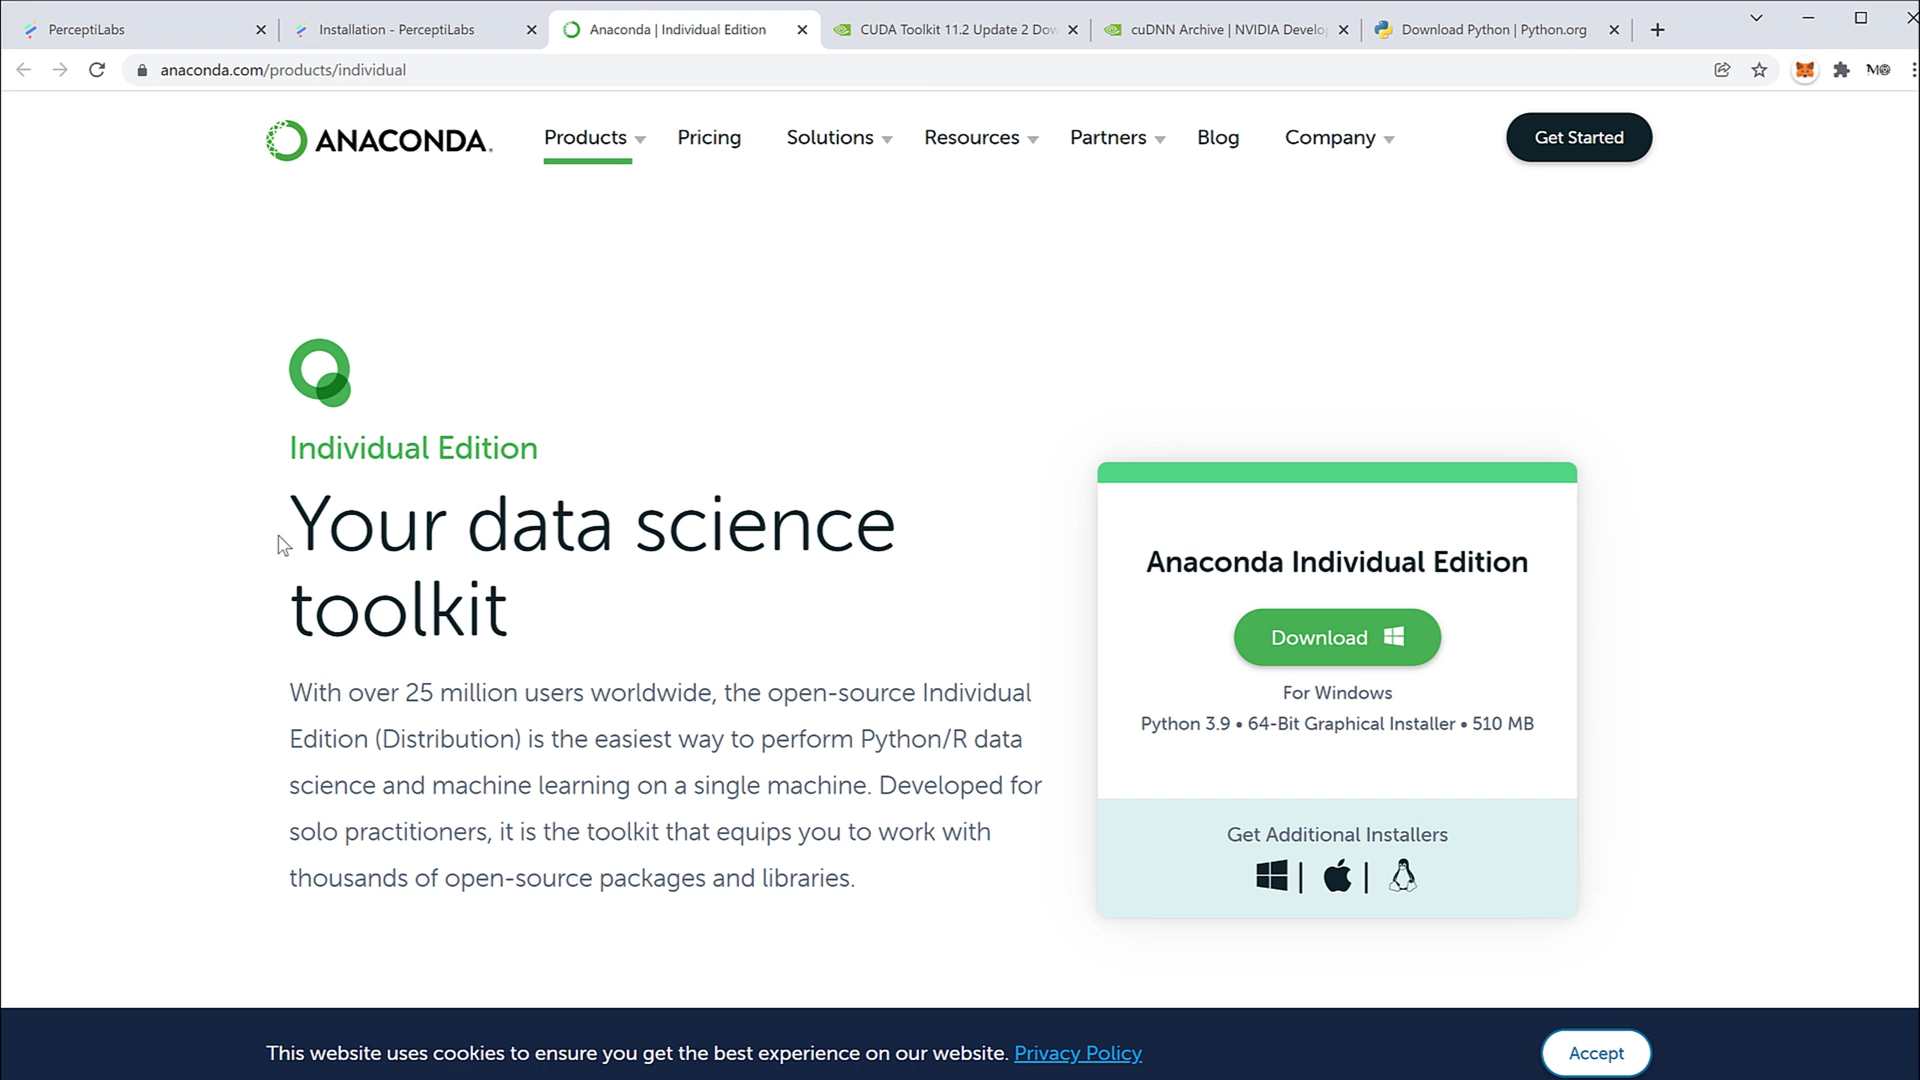 PerceptiLabs
Installation - PerceptiLabs
Anaconda | Individual Edition
CUDA Toolkit 11.2 Update 2 Dow
cuDNN Archive | NVIDIA Develop
Download Python | Python.org
anaconda.com/products/individual
ANACONDA.
Products
Pricing
Solutions
Resources
Partners
Blog
Company
Get Started
Individual Edition
Your data science
toolkit
With over 25 million users worldwide, the open-source Individual
Edition (Distribution) is the easiest way to perform Python/R data
science and machine learning on a single machine. Developed for
solo practitioners, it is the toolkit that equips you to work with
thousands of open-source packages and libraries.
Anaconda Individual Edition
Download
For Windows
Python 3.9 • 64-Bit Graphical Installer • 510 MB
Get Additional Installers
This website uses cookies to ensure you get the best experience on our website. Privacy Policy
Accept